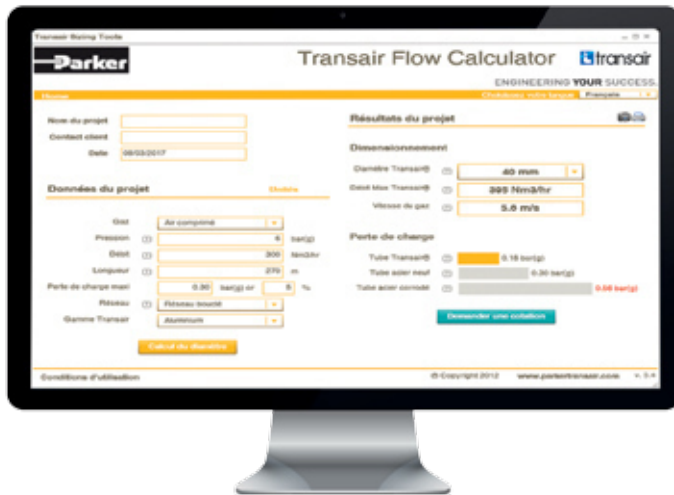 Transair Sizing Tools
Parker
Transair Flow Calculator
transair
ENGINEERING YOUR SUCCESS.
Home
Choisissez votre langue Français
Nom du projet
Contact client
Date 08/03/2017
Données du projet
Gaz Air comprimé
Pression 6 bar(g)
Débit 300 Nm3/hr
Longueur 270 m
Perte de charge maxi 0.30 bar(g) or 5 %
Réseau Réseau bouclé
Gamme Transair Aluminium
Calcul du diamètre
Résultats du projet
Dimensionnement
Diamètre Transair® 40 mm
Débit Max Transair® 395 Nm3/hr
Vitesse du gaz 5.6 m/s
Perte de charge
Tube Transair® 0.18 bar(g)
Tube acier neuf 0.30 bar(g)
Tube acier corrodé bar(g)
Demander une cotation
Conditions d'utilisation
© Copyright 2012 www.parkertransair.com